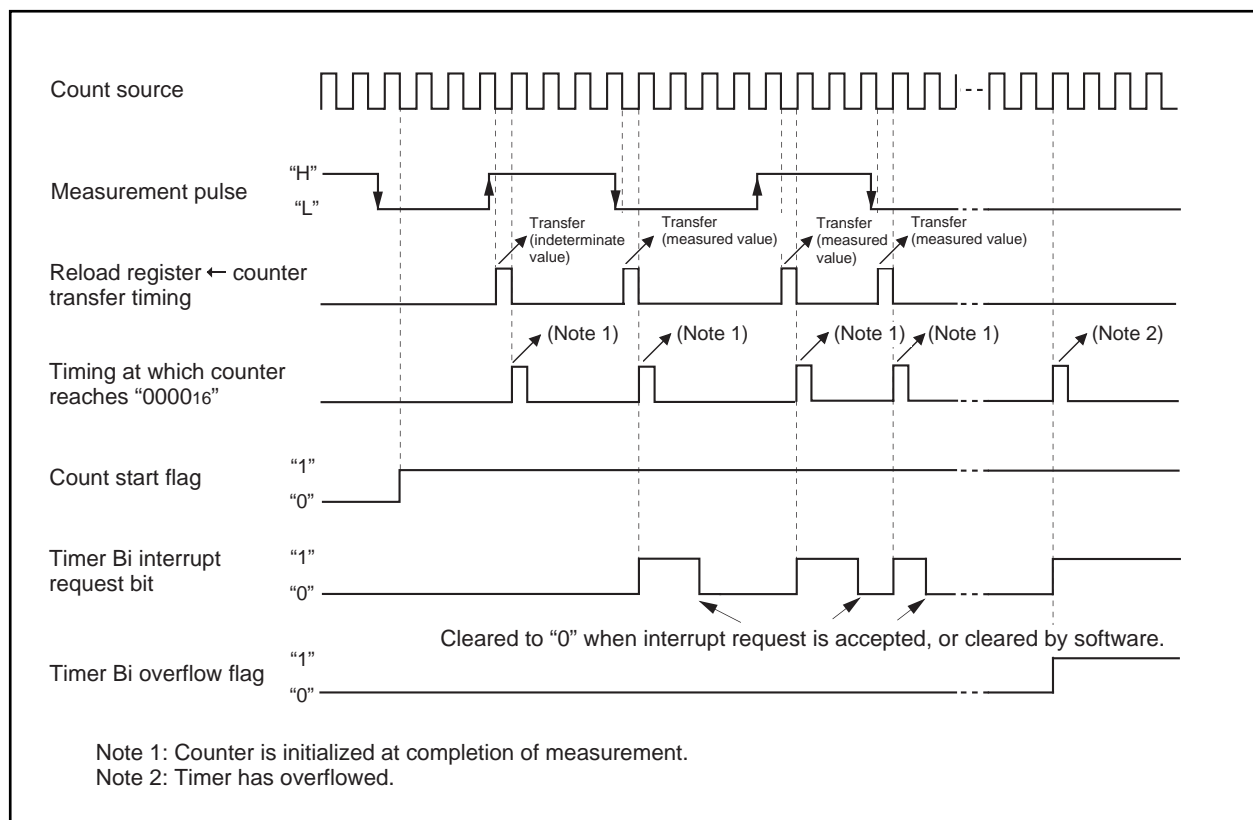 Count source
Measurement pulse
“H”
“L”
Transfer
(indeterminate
value)
Transfer
(measured value)
Transfer
(measured
value)
Transfer
(measured value)
Reload register ← counter
transfer timing
(Note 1)
(Note 1)
(Note 1)
(Note 1)
(Note 2)
Timing at which counter
reaches “000016”
Count start flag
“1”
“0”
Timer Bi interrupt
request bit
“1”
“0”
Cleared to “0” when interrupt request is accepted, or cleared by software.
Timer Bi overflow flag
“1”
“0”
Note 1: Counter is initialized at completion of measurement.
Note 2: Timer has overflowed.